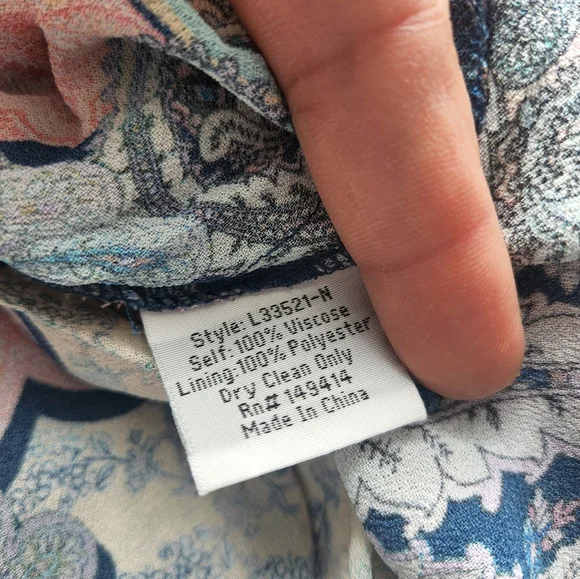 Style: L33521-N
Self:100% Viscose
Lining:100% Polyester
Dry Clean Only
Rn# 149414
Made In China